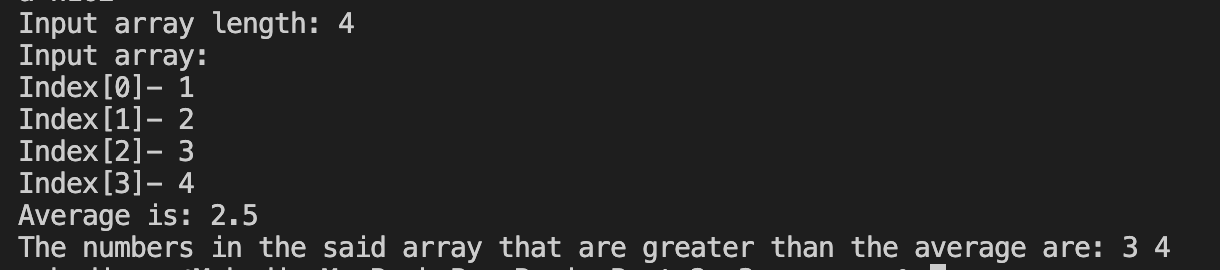 Input array length: 4
Input array:
Index[0]- 1
Index[1]- 2
Index[2]- 3
Index[3]- 4
Average is: 2.5
The numbers in the said array that are greater than the average are: 3 4